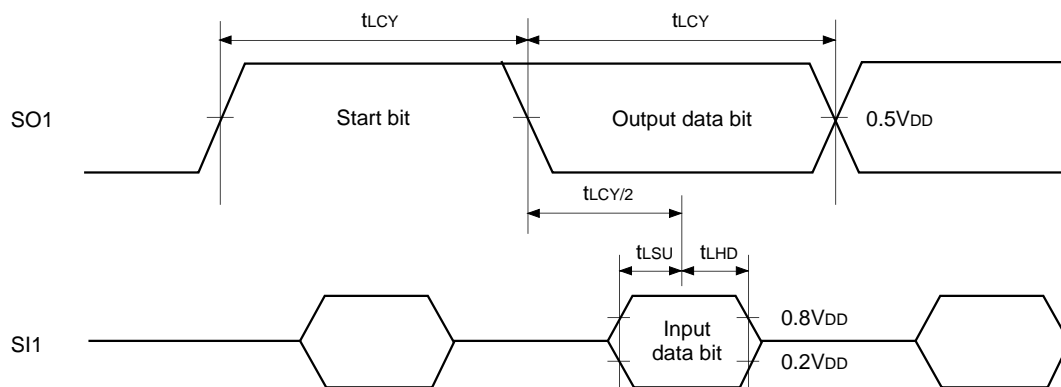 tLCY tLCY
SO1 Start bit Output data bit 0.5VDD
tLCY/2
tLSU tLHD
0.8VDD
SI1 Input data bit
0.2VDD